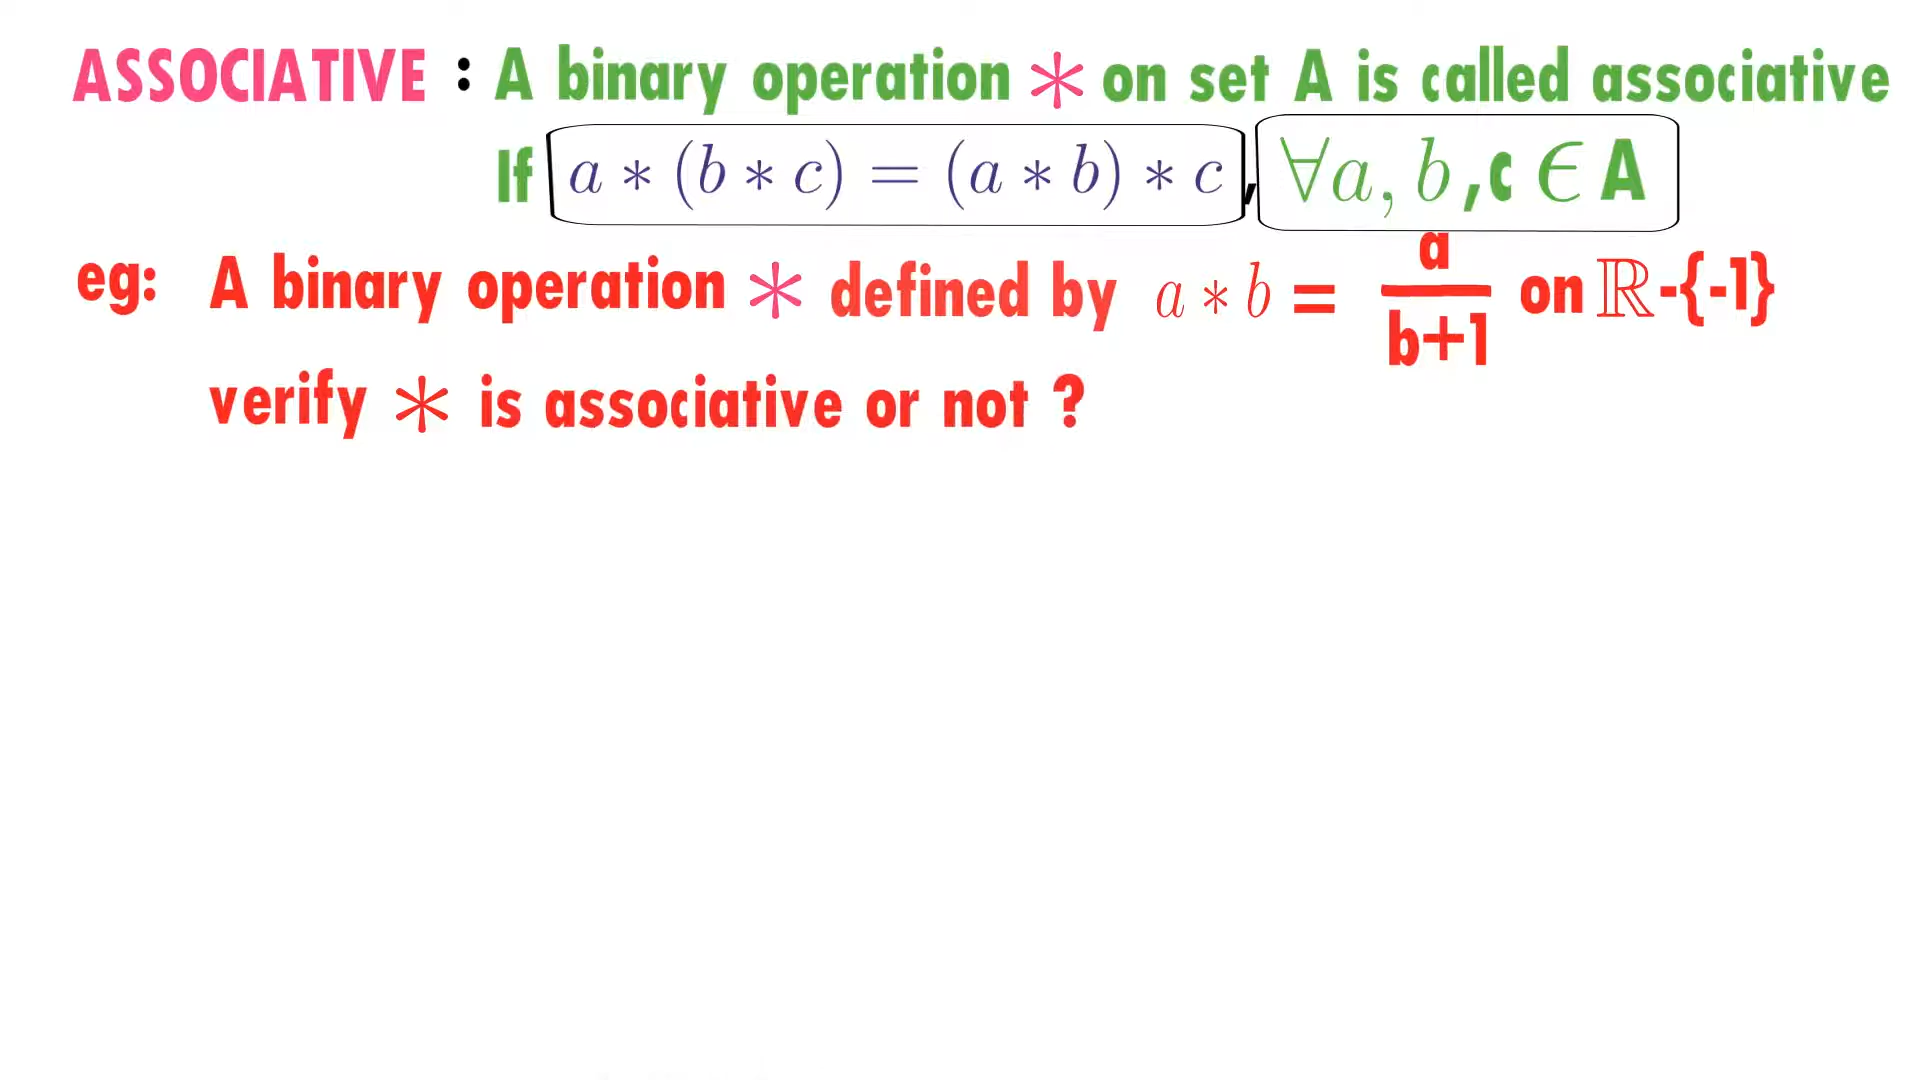 ASSOCIATIVE : A binary operation * on set A is called associative
If a * (b * c) = (a * b) * c , ∀a, b ,c ∈ A
eg: A binary operation * defined by a * b = a/b+1 on ℝ-{-1}
verify * is associative or not ?